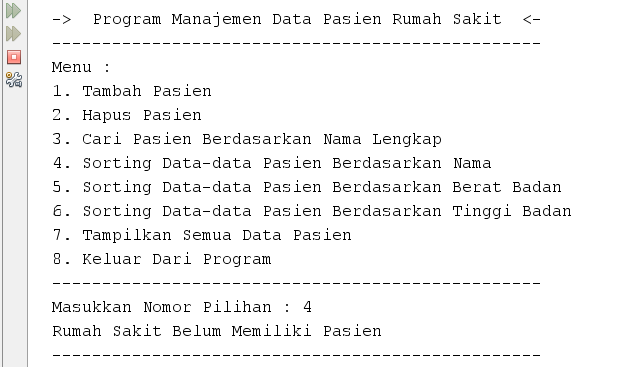 ->  Program Manajemen Data Pasien Rumah Sakit  <-
-------------------------------------------------
Menu :
1. Tambah Pasien
2. Hapus Pasien
3. Cari Pasien Berdasarkan Nama Lengkap
4. Sorting Data-data Pasien Berdasarkan Nama
5. Sorting Data-data Pasien Berdasarkan Berat Badan
6. Sorting Data-data Pasien Berdasarkan Tinggi Badan
7. Tampilkan Semua Data Pasien
8. Keluar Dari Program
-------------------------------------------------
Masukkan Nomor Pilihan : 4
Rumah Sakit Belum Memiliki Pasien
-------------------------------------------------